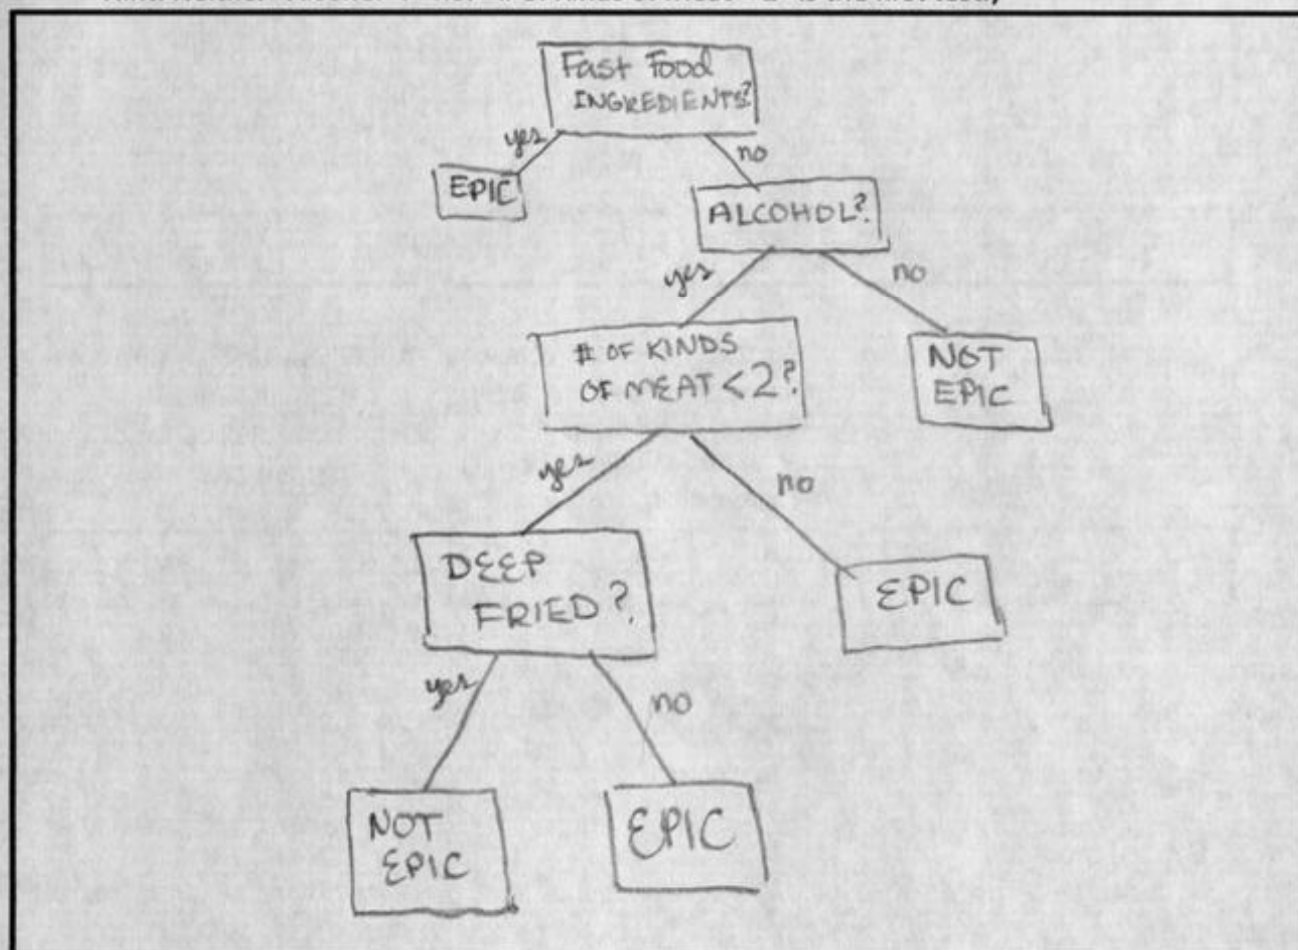 Fast Food
INGREDIENTS?
yes
no
EPIC
ALCOHOL?
yes
no
# OF KINDS
OF MEAT < 2?
NOT
EPIC
yes
no
DEEP
FRIED?
EPIC
yes
no
NOT
EPIC
EPIC